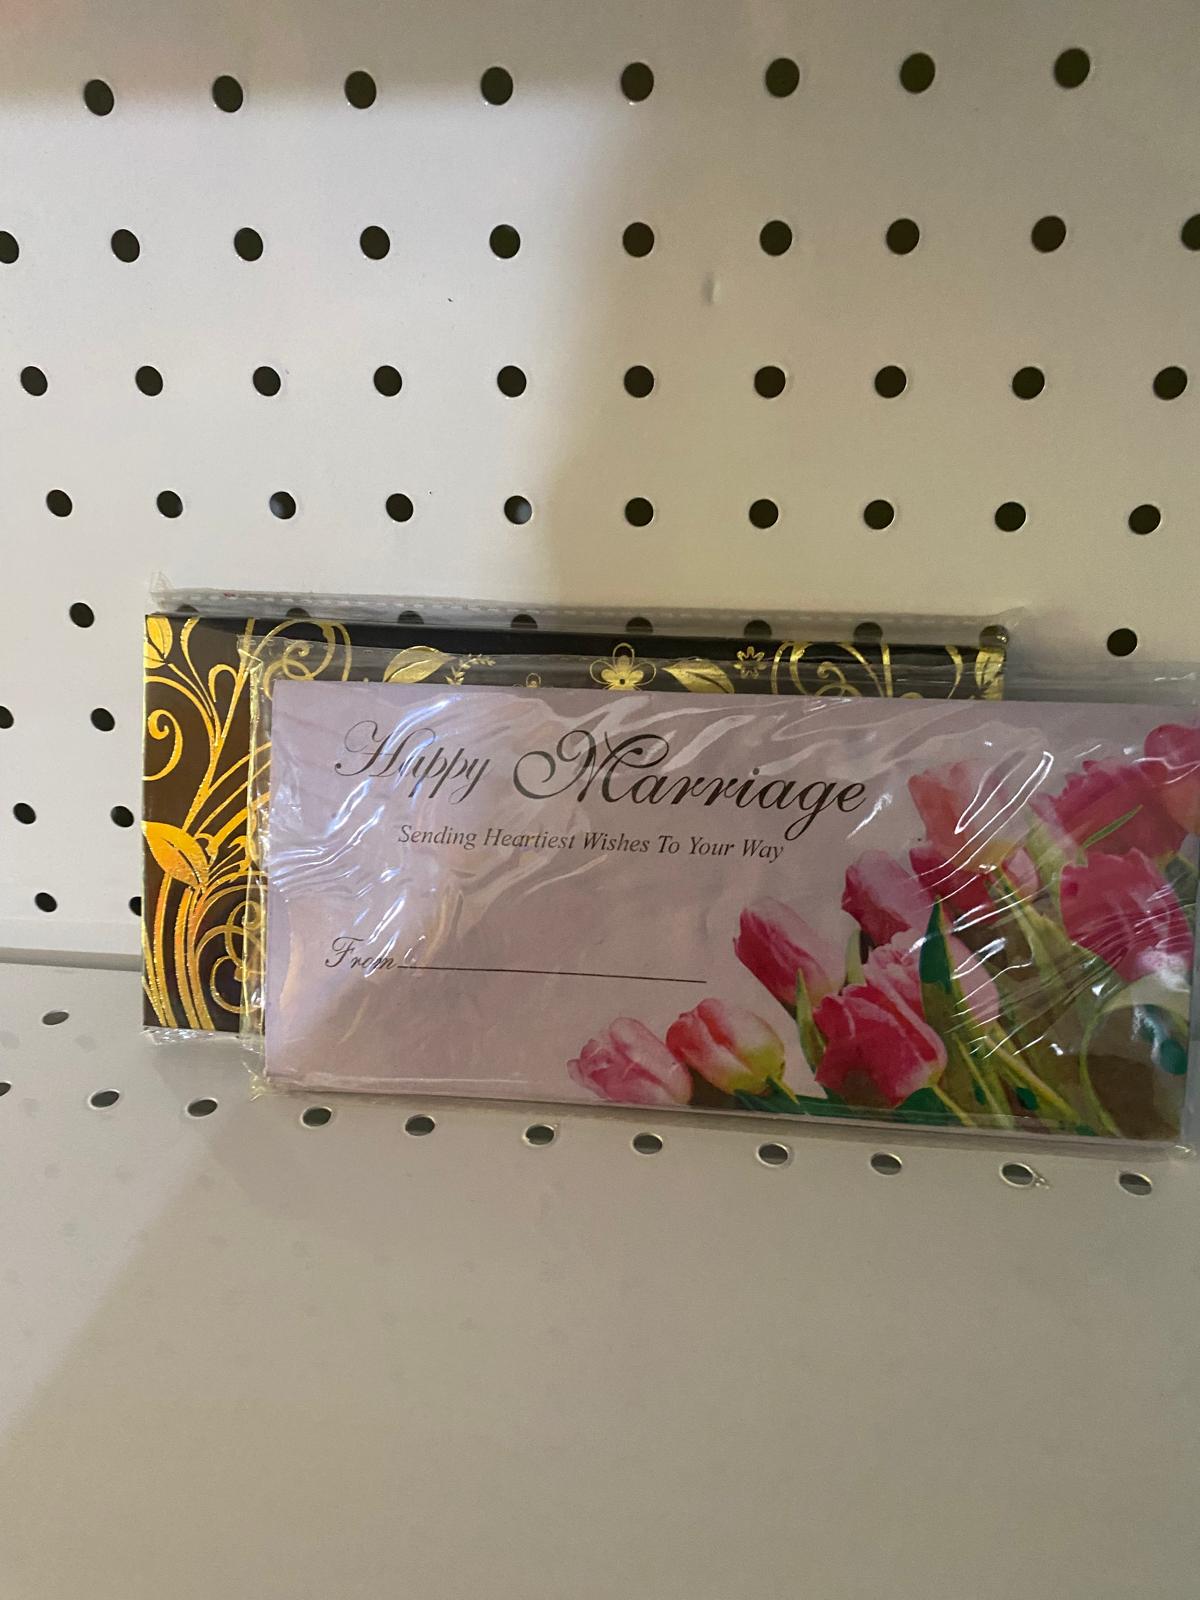 Happy Marriage
Sending Heartiest Wishes To Your Way
From